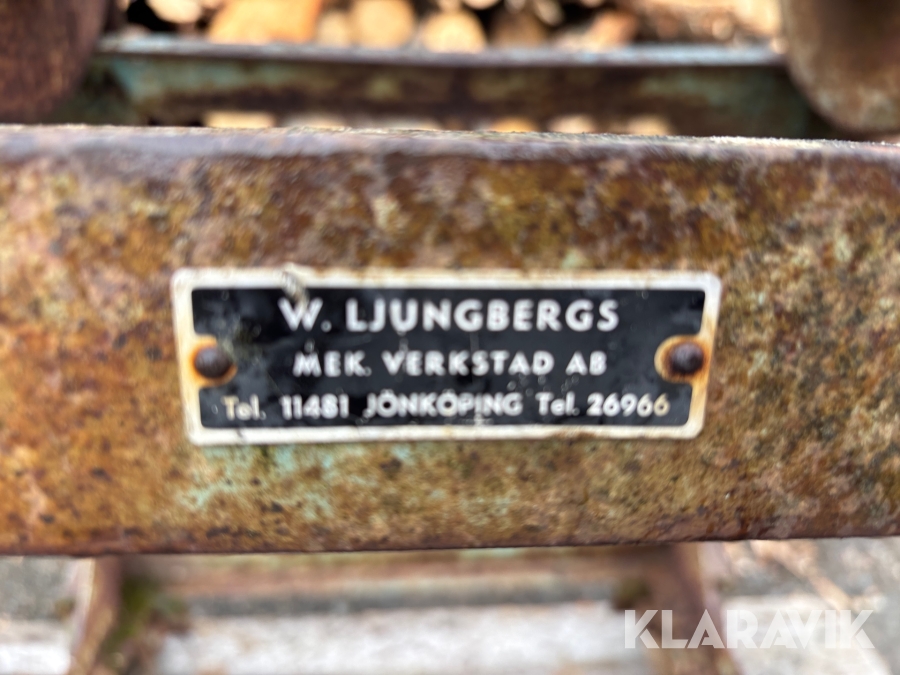 W. LJUNGBERGS
MEK. VERKSTAD AB
Tel. 11481 JÖNKÖPING Tel. 26966
KLARAVIK